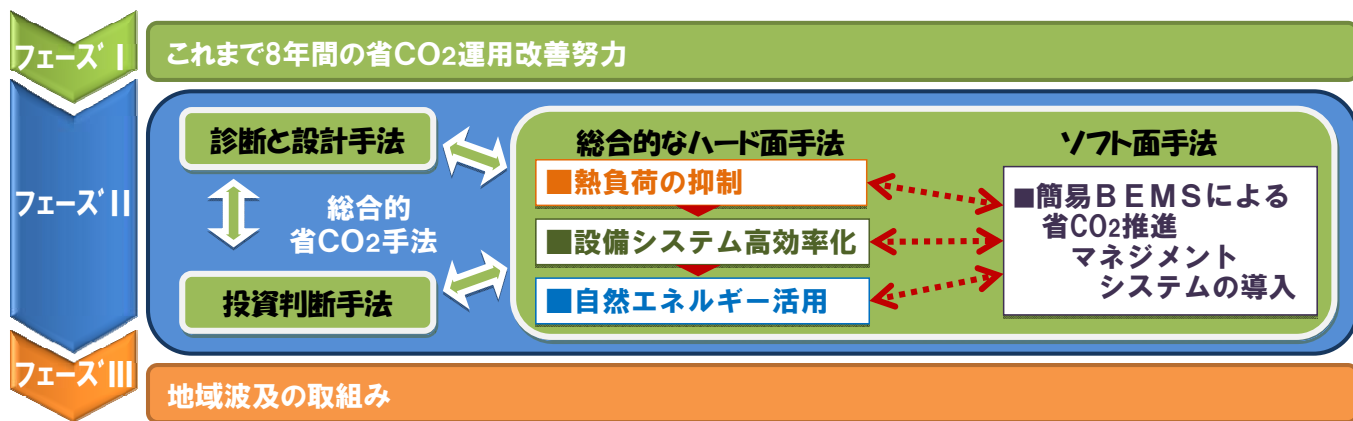 フェーズⅠ
これまで8年間の省CO2運用改善努力
フェーズⅡ
診断と設計手法
総合的
省CO2手法
投資判断手法
総合的なハード面手法
■熱負荷の抑制
■設備システム高効率化
■自然エネルギー活用
ソフト面手法
■簡易BEMSによる
省CO2推進
マネジメント
システムの導入
フェーズⅢ
地域波及の取組み